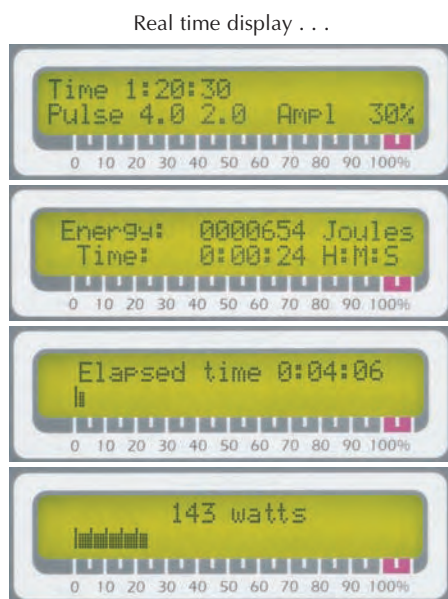 Real time display . . .
Time 1:20:30
Pulse 4.0 2.0 Ampl 30%
0 10 20 30 40 50 60 70 80 90 100%
Energy: 0000654 Joules
Time: 0:00:24 H:M:S
0 10 20 30 40 50 60 70 80 90 100%
Elapsed time 0:04:06
0 10 20 30 40 50 60 70 80 90 100%
143 watts
0 10 20 30 40 50 60 70 80 90 100%